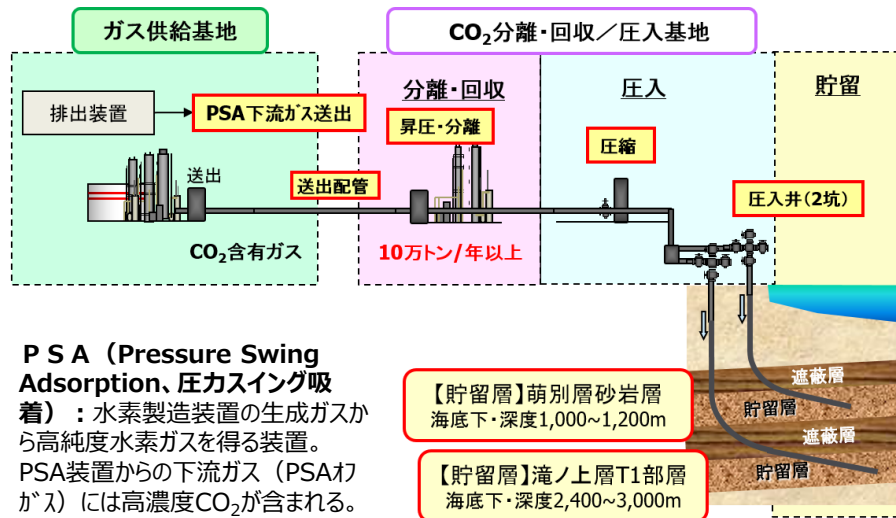 ガス供給基地
CO₂分離・回収／圧入基地
排出装置
PSA下流ガス送出
送出
送出配管
CO₂含有ガス
分離・回収
昇圧・分離
10万トン/年以上
圧入
圧縮
貯留
圧入井（2坑）
遮蔽層
貯留層
遮蔽層
貯留層
ＰＳＡ（Pressure Swing
Adsorption、圧力スイング吸
着）：水素製造装置の生成ガスか
ら高純度水素ガスを得る装置。
PSA装置からの下流ガス（PSAｵﾌ
ｶﾞｽ）には高濃度CO₂が含まれる。
【貯留層】萌別層砂岩層
海底下・深度1,000~1,200m
【貯留層】滝ノ上層T1部層
海底下・深度2,400~3,000m